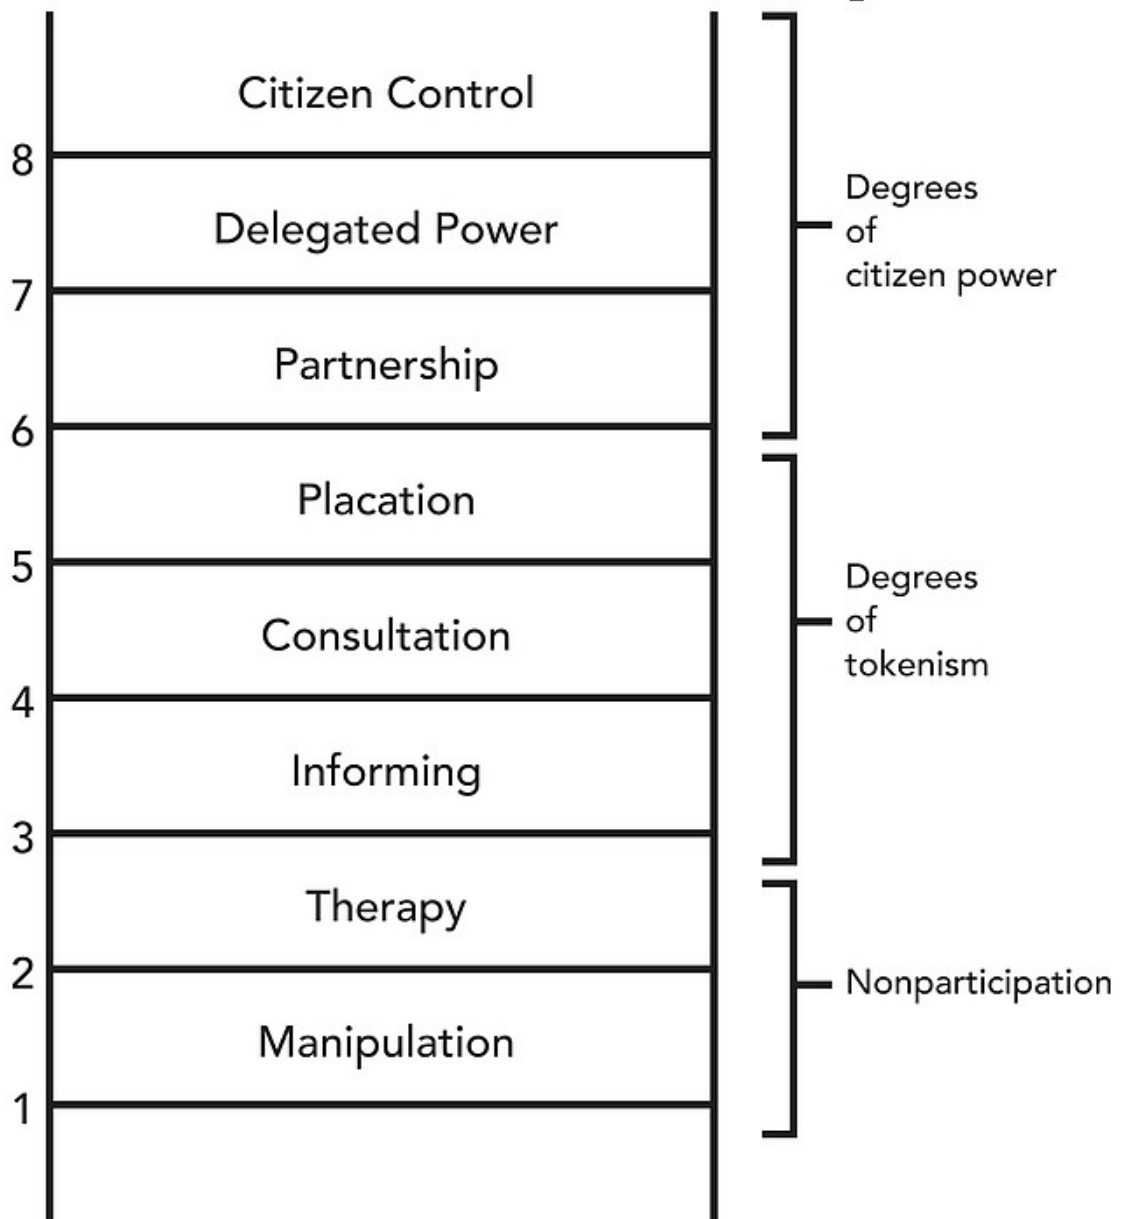 Citizen Control
8
Delegated Power
7
Partnership
6
Placation
5
Consultation
4
Informing
3
Therapy
2
Manipulation
1
Degrees
of
citizen power
Degrees
of
tokenism
Nonparticipation